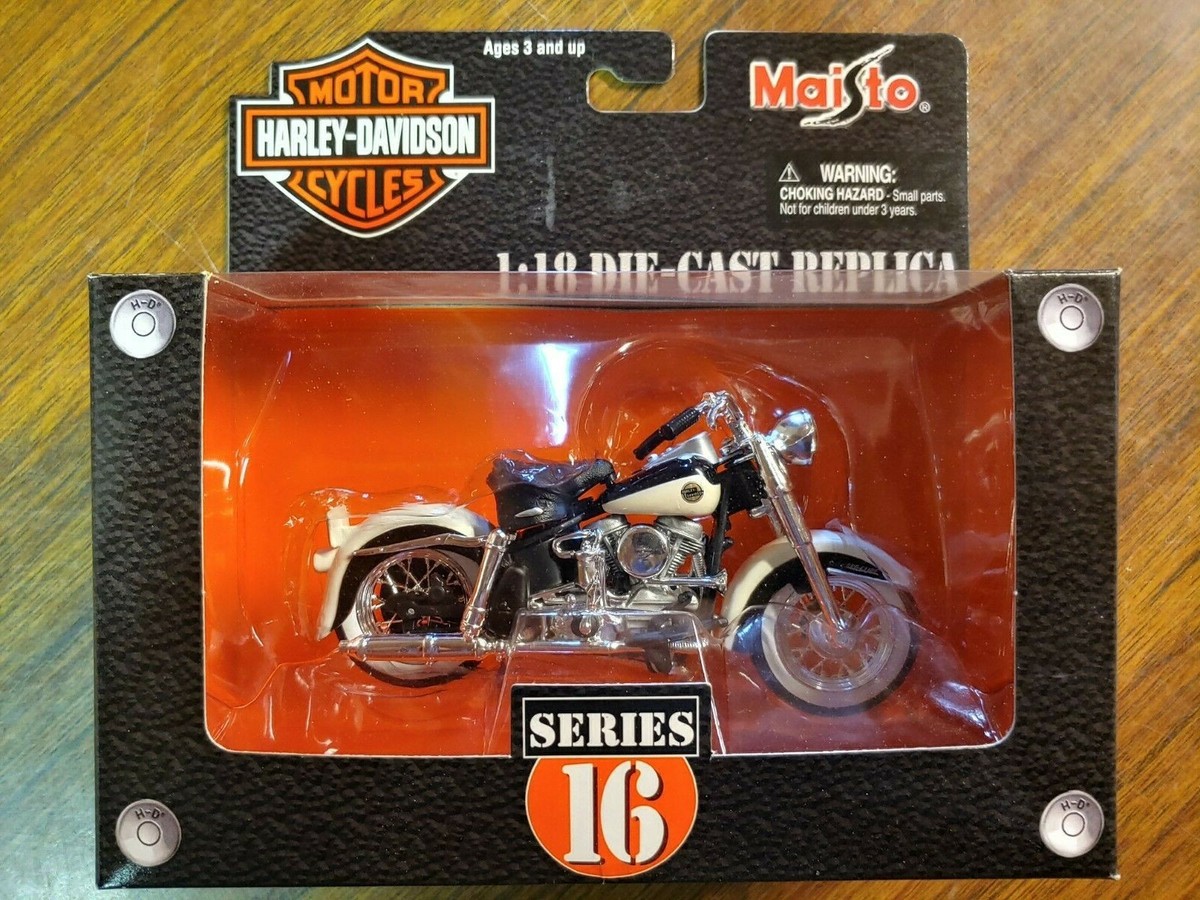 Ages 3 and up
MOTOR
HARLEY-DAVIDSON
CYCLES
MaiSto®
WARNING:
CHOKING HAZARD - Small parts.
Not for children under 3 years.
1:18 DIE-CAST REPLICA
H-D®
H-D®
SERIES
16
H-D®
H-D®